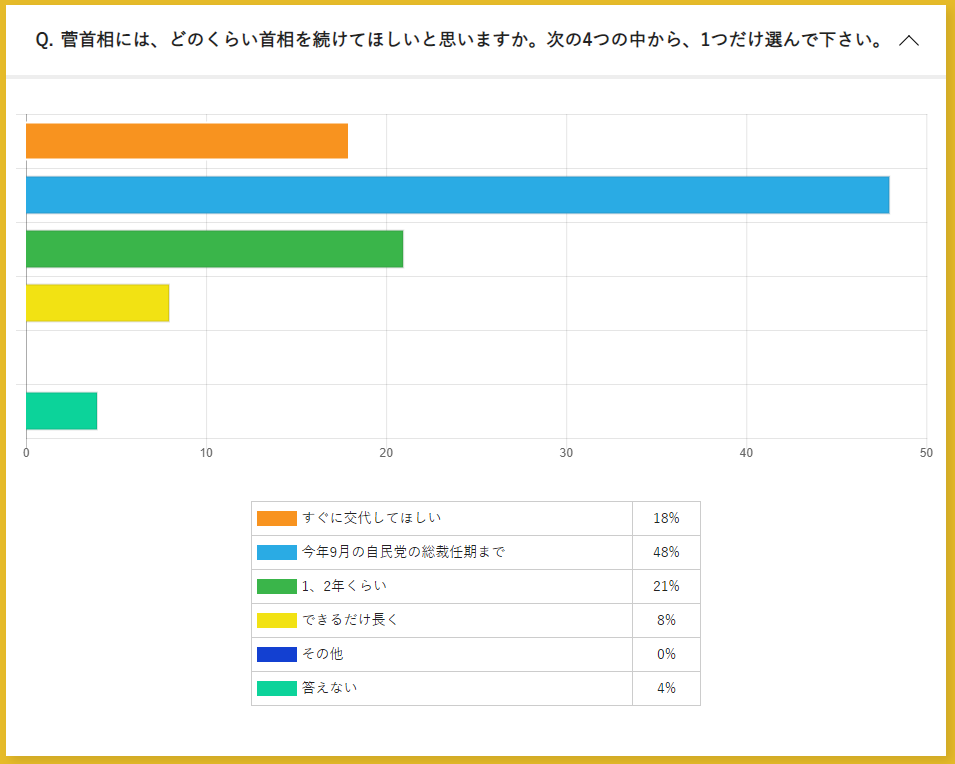 Q. 菅首相には、どのくらい首相を続けてほしいと思いますか。次の4つの中から、1つだけ選んで下さい。
0 10 20 30 40 50
すぐに交代してほしい 18%
今年9月の自民党の総裁任期まで 48%
1、2年くらい 21%
できるだけ長く 8%
その他 0%
答えない 4%